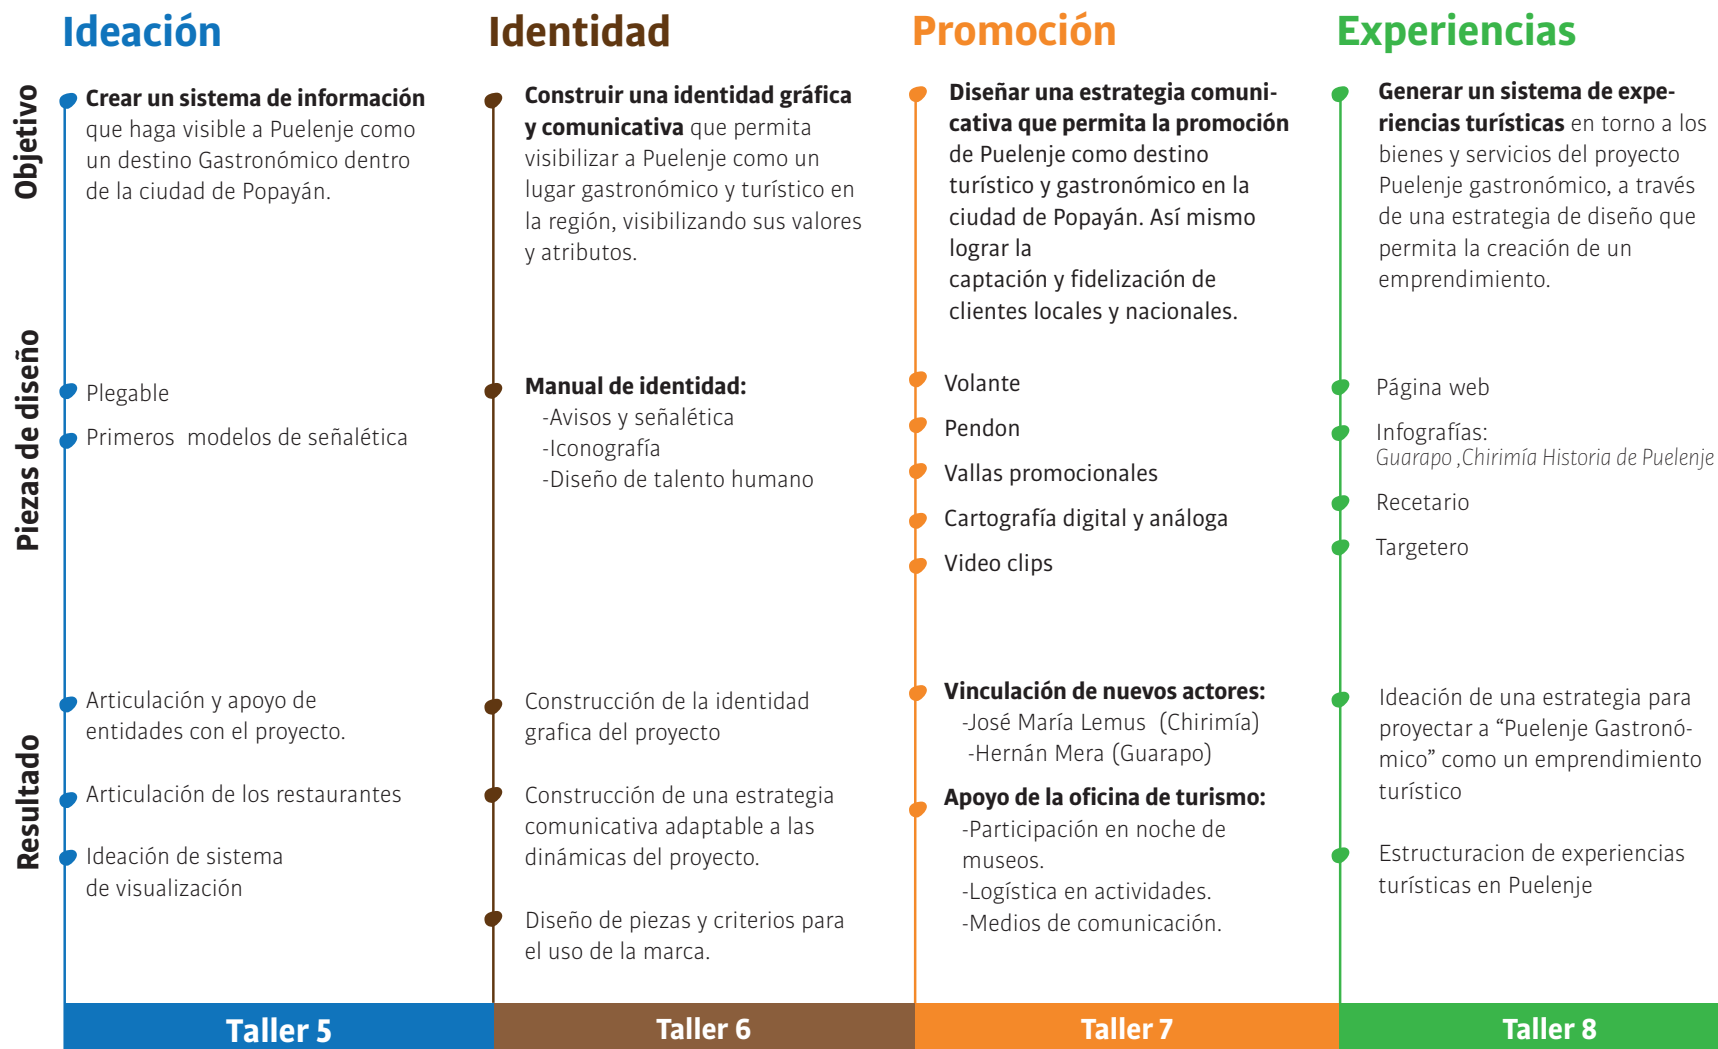 Ideación
Identidad
Promoción
Experiencias
Objetivo
Crear un sistema de información
que haga visible a Puelenje como
un destino Gastronómico dentro
de la ciudad de Popayán.
Construir una identidad gráfica
y comunicativa que permita
visibilizar a Puelenje como un
lugar gastronómico y turístico en
la región, visibilizando sus valores
y atributos.
Diseñar una estrategia comuni-
cativa que permita la promoción
de Puelenje como destino
turístico y gastronómico en la
ciudad de Popayán. Así mismo
lograr la
captación y fidelización de
clientes locales y nacionales.
Generar un sistema de expe-
riencias turísticas en torno a los
bienes y servicios del proyecto
Puelenje gastronómico, a través
de una estrategia de diseño que
permita la creación de un
emprendimiento.
Piezas de diseño
Plegable
Primeros  modelos de señalética
Manual de identidad:
-Avisos y señalética
-Iconografía
-Diseño de talento humano
Volante
Pendon
Vallas promocionales
Cartografía digital y análoga
Video clips
Página web
Infografías:
Guarapo ,Chirimía Historia de Puelenje
Recetario
Targetero
Resultado
Articulación y apoyo de
entidades con el proyecto.
Articulación de los restaurantes
Ideación de sistema
de visualización
Construcción de la identidad
grafica del proyecto
Construcción de una estrategia
comunicativa adaptable a las
dinámicas del proyecto.
Diseño de piezas y criterios para
el uso de la marca.
Vinculación de nuevos actores:
-José María Lemus  (Chirimía)
-Hernán Mera (Guarapo)
Apoyo de la oficina de turismo:
-Participación en noche de
museos.
-Logística en actividades.
-Medios de comunicación.
Ideación de una estrategia para
proyectar a “Puelenje Gastronó-
mico” como un emprendimiento
turístico
Estructuracion de experiencias
turísticas en Puelenje
Taller 5
Taller 6
Taller 7
Taller 8